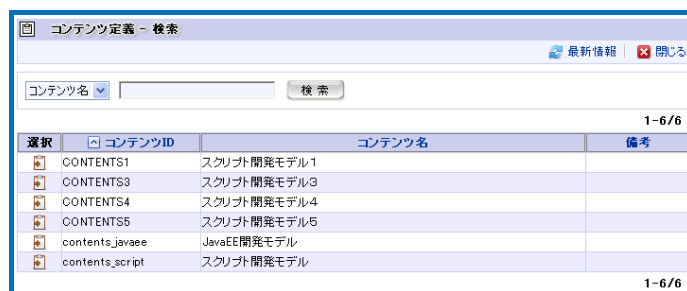 コンテンツ定義 - 検索
最新情報 閉じる
コンテンツ名 検索
1-6/6
選択 コンテンツID コンテンツ名 備考
CONTENTS1 スクリプト開発モデル1
CONTENTS3 スクリプト開発モデル3
CONTENTS4 スクリプト開発モデル4
CONTENTS5 スクリプト開発モデル5
contents_javaee JavaEE開発モデル
contents_script スクリプト開発モデル
1-6/6